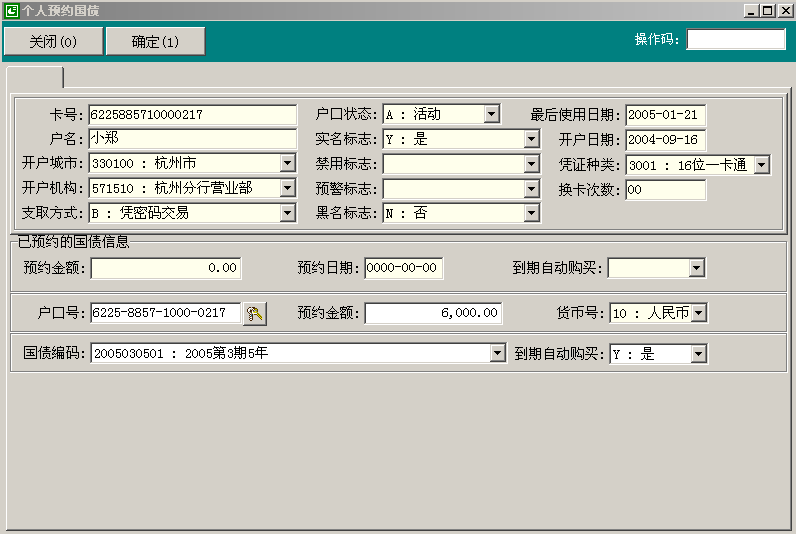 个人预约国债
关闭(0) 确定(1) 操作码:
卡号: 6225885710000217 户口状态: A : 活动 最后使用日期: 2005-01-21
户名: 小郑 实名标志: Y : 是 开户日期: 2004-09-16
开户城市: 330100 : 杭州市 禁用标志: 凭证种类: 3001 : 16位一卡通
开户机构: 571510 : 杭州分行营业部 预警标志: 换卡次数: 00
支取方式: B : 凭密码交易 黑名标志: N : 否
已预约的国债信息
预约金额: 0.00 预约日期: 0000-00-00 到期自动购买:
户口号: 6225-8857-1000-0217 预约金额: 6,000.00 货币号: 10 : 人民币
国债编码: 2005030501 : 2005第3期5年 到期自动购买: Y : 是